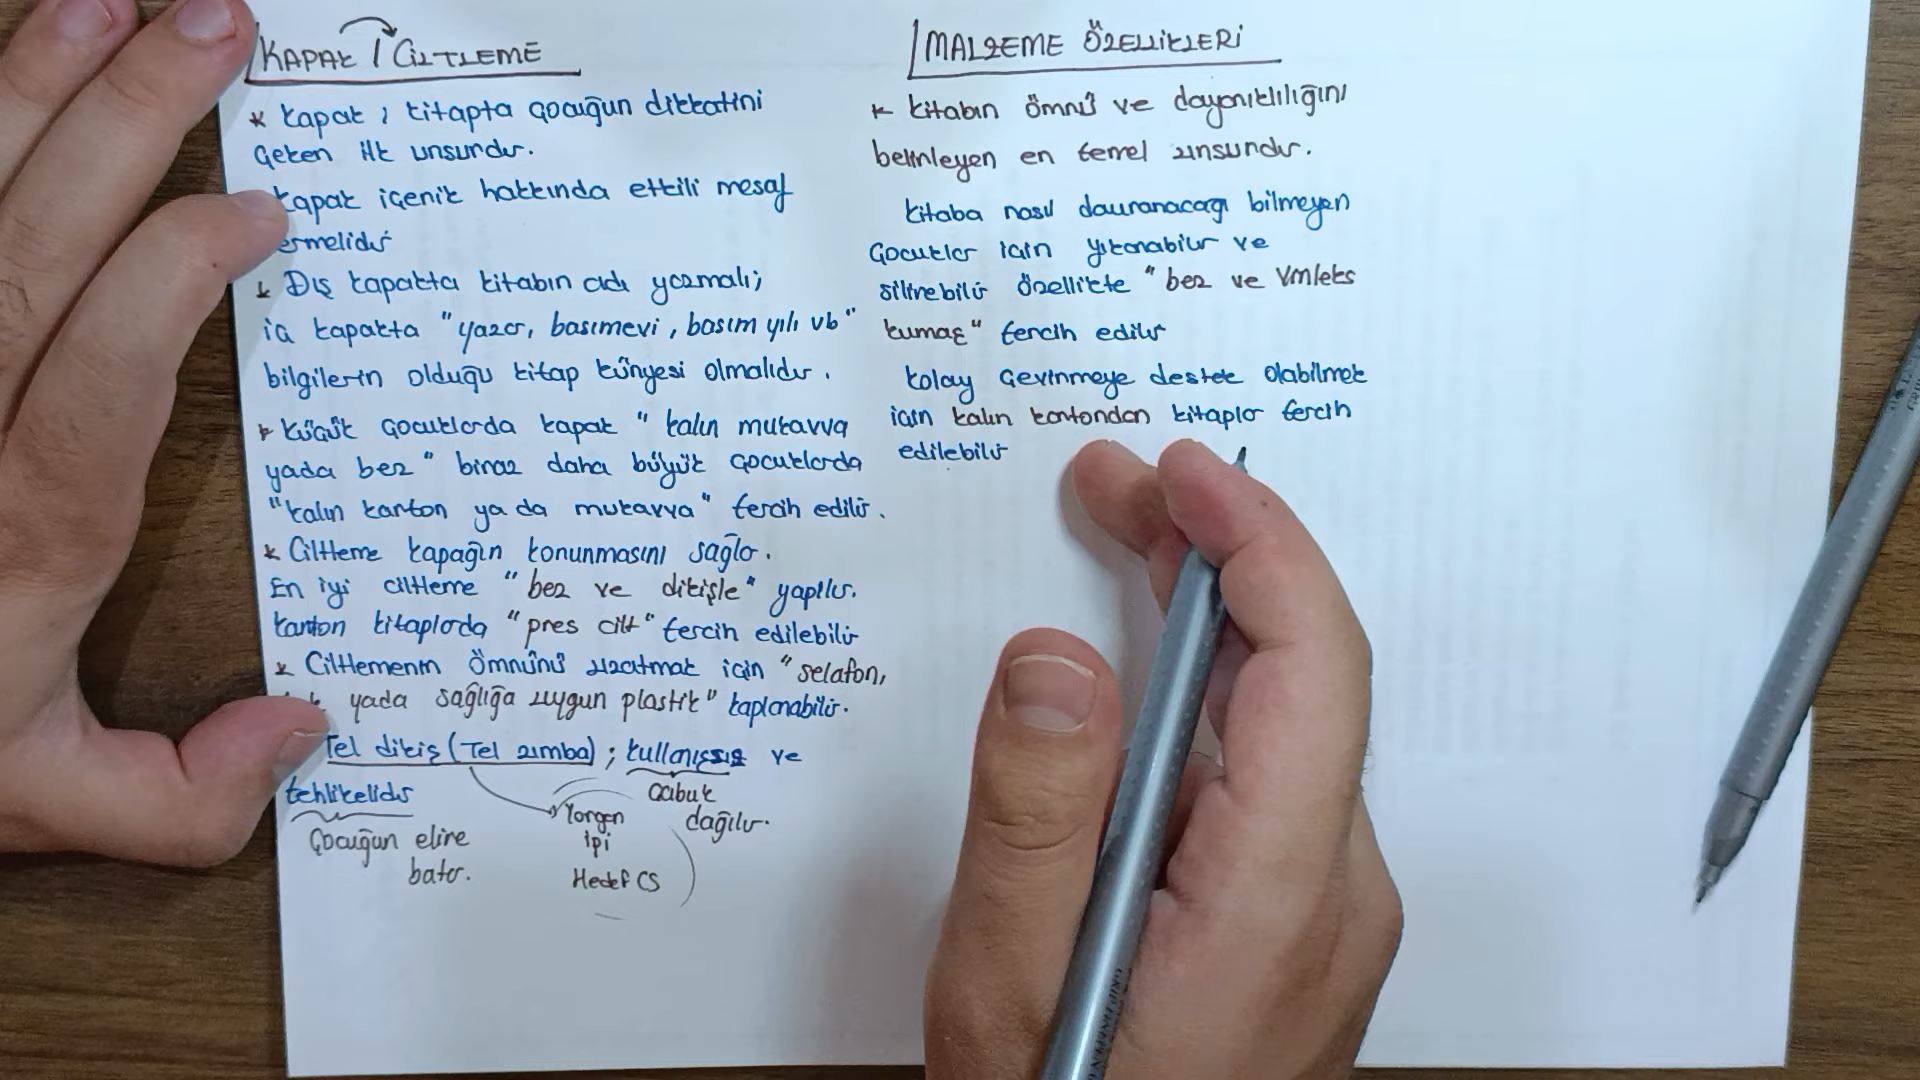 KAPAK / CİLTLEME
* Kapak ; kitapta çocuğun dikkatini
çeken ilk unsurdur.
kapak içerik hakkında etkili mesaj
ermelidir
* Dış kapakta kitabın adı yazmalı;
iç kapakta "yazar, basımevi, basım yılı vb"
bilgilerin olduğu kitap künyesi olmalıdır.
* Küçük çocuklarda kapak "kalın mukavva
yada bez" biraz daha büyük çocuklarda
"kalın karton ya da mukavva" tercih edilir.
* Ciltleme kapağın korunmasını sağlar.
En iyi ciltleme "bez ve dikişle" yapılır.
Karton kitaplarda "pres cilt" tercih edilebilir
* Ciltlemenin ömrünü uzatmak için "selafon,
yada sağlığa uygun plastik" kaplanabilir.
Tel dikiş (Tel zımba) ; kullanışsız ve
tehlikelidir
Çabuk
dağılır.
Çocuğun eline
batar.
Yorgan
ipi
Hedef CS
MALZEME ÖZELLİKLERİ
* Kitabın ömrü ve dayanıklılığını
belirleyen en temel unsurdur.
Kitaba nasıl davranacağı bilmeyen
çocuklar için yıkanabilir ve
silinebilir özellikte "bez ve Vinleks
kumaş" tercih edilir
Kolay çevirmeye destek olabilmek
için kalın kartondan kitaplar tercih
edilebilir